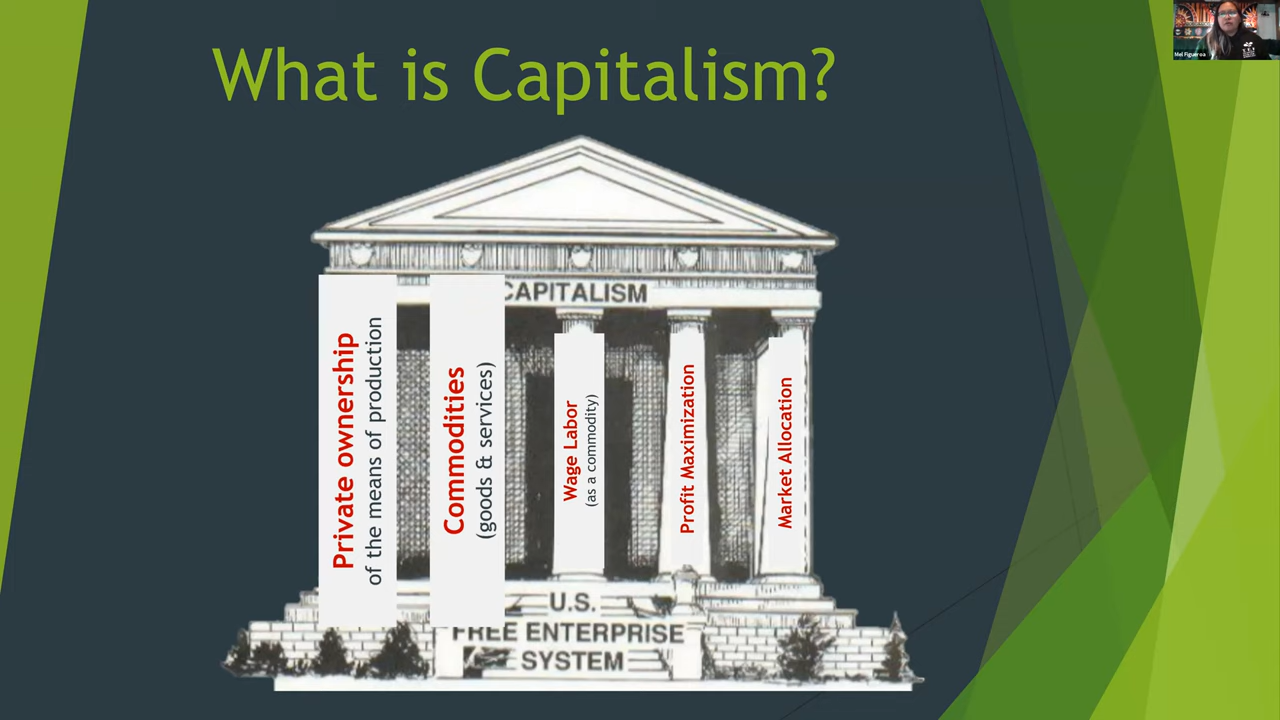 What is Capitalism?
Mel Figueroa
CAPITALISM
Private ownership
of the means of production
Commodities
(goods & services)
Wage Labor
(as a commodity)
Profit Maximization
Market Allocation
U.S.
FREE ENTERPRISE
SYSTEM